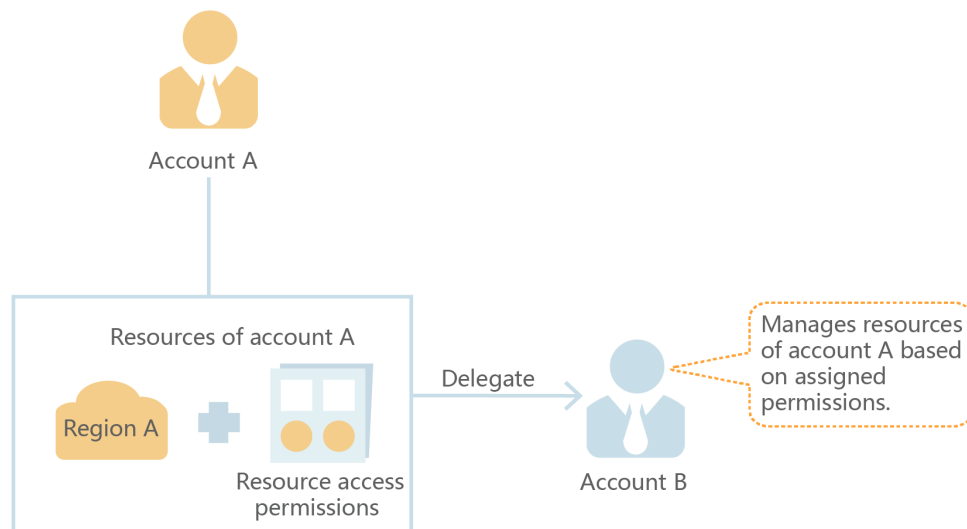 Account A
Resources of account A
Region A
Resource access
permissions
Delegate
Account B
Manages resources
of account A based
on assigned
permissions.